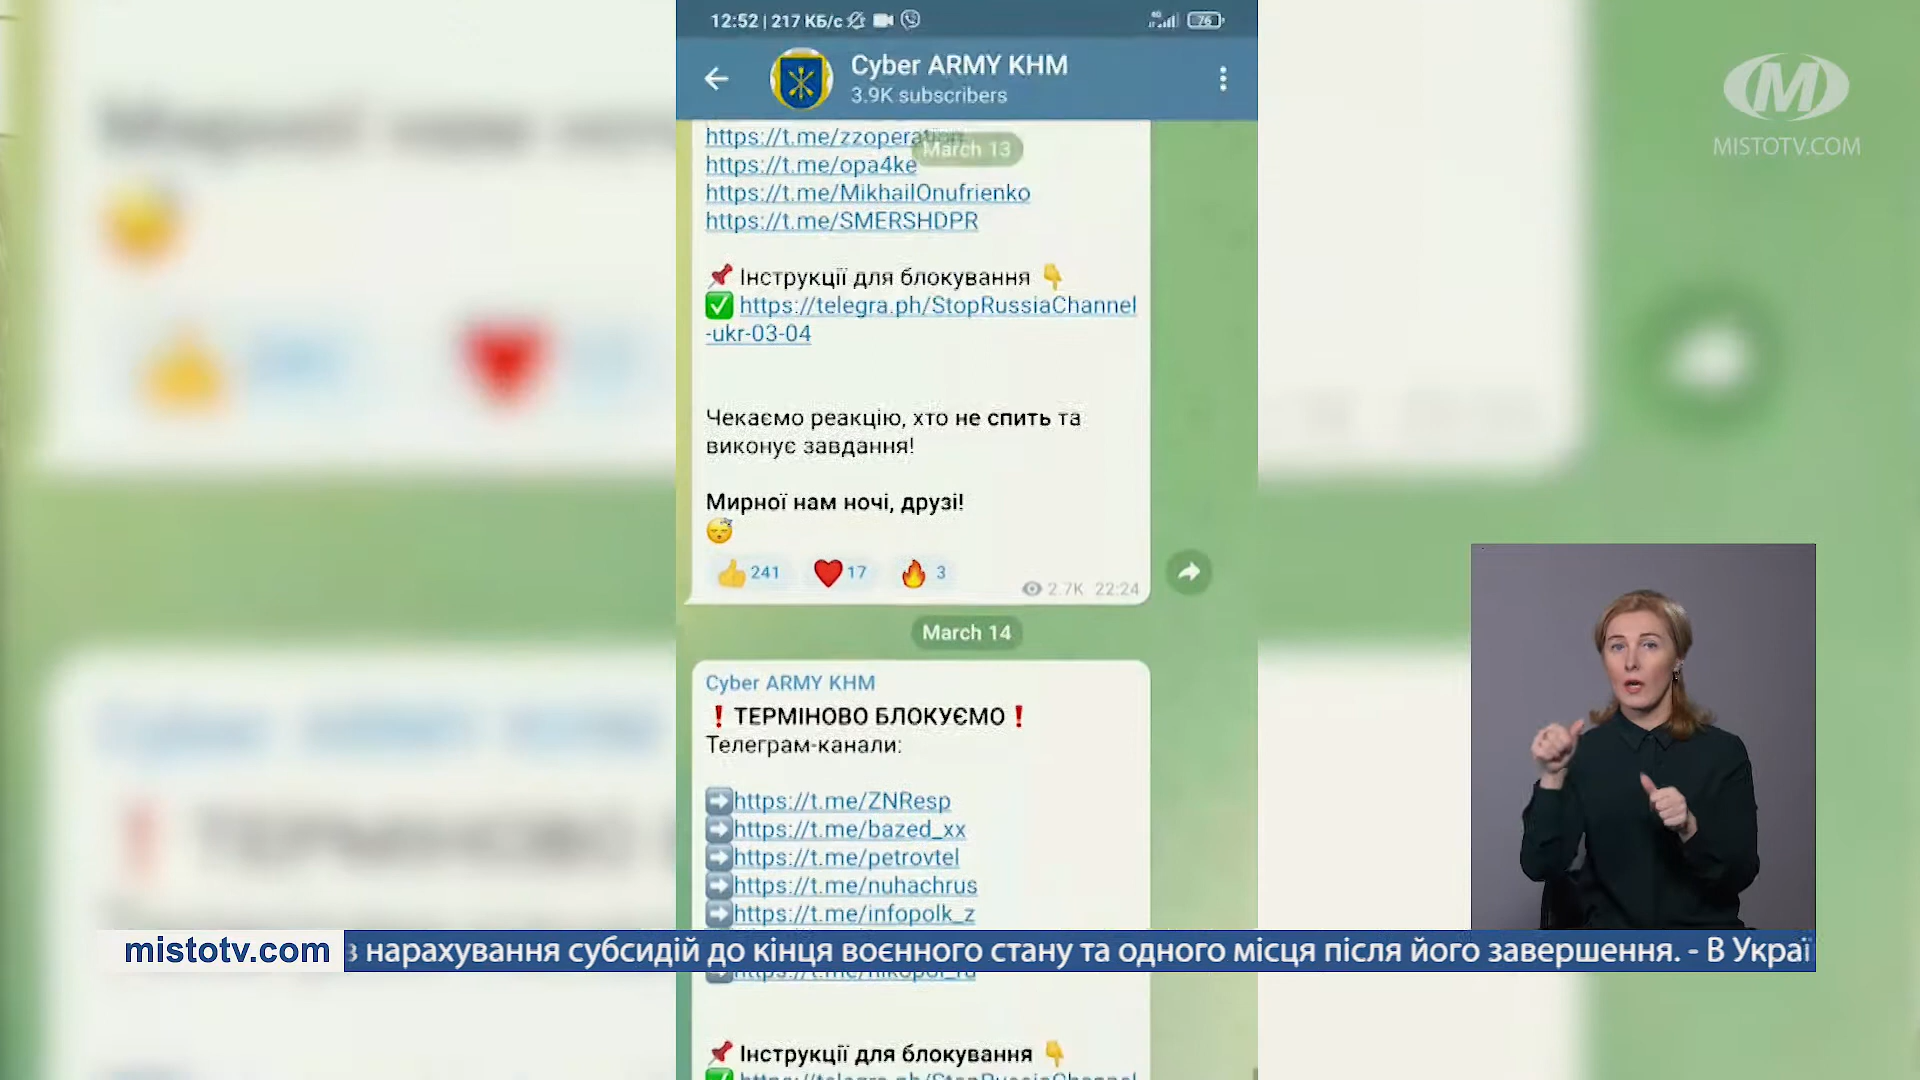 12:52 | 217 КБ/с
4G
76
Cyber ARMY KHM
3.9K subscribers
M
MISTOTV.COM
https://t.me/zzoperation
March 13
https://t.me/opa4ke
https://t.me/MikhailOnufrienko
https://t.me/SMERSHDPR
📌 Інструкції для блокування 👇
✅ https://telegra.ph/StopRussiaChannel
-ukr-03-04
Чекаємо реакцію, хто не спить та
виконує завдання!
Мирної нам ночі, друзі!
😴
👍 241 ❤ 17 🔥 3
2.7K 22:24
March 14
Cyber ARMY KHM
❗ ТЕРМІНОВО БЛОКУЄМО ❗
Телеграм-канали:
➡https://t.me/ZNResp
➡https://t.me/bazed_xx
➡https://t.me/petrovtel
➡https://t.me/nuhachrus
➡https://t.me/infopolk_z
mistotv.com
з нарахування субсидій до кінця воєнного стану та одного місця після його завершення. - В Украї
📌 Інструкції для блокування 👇